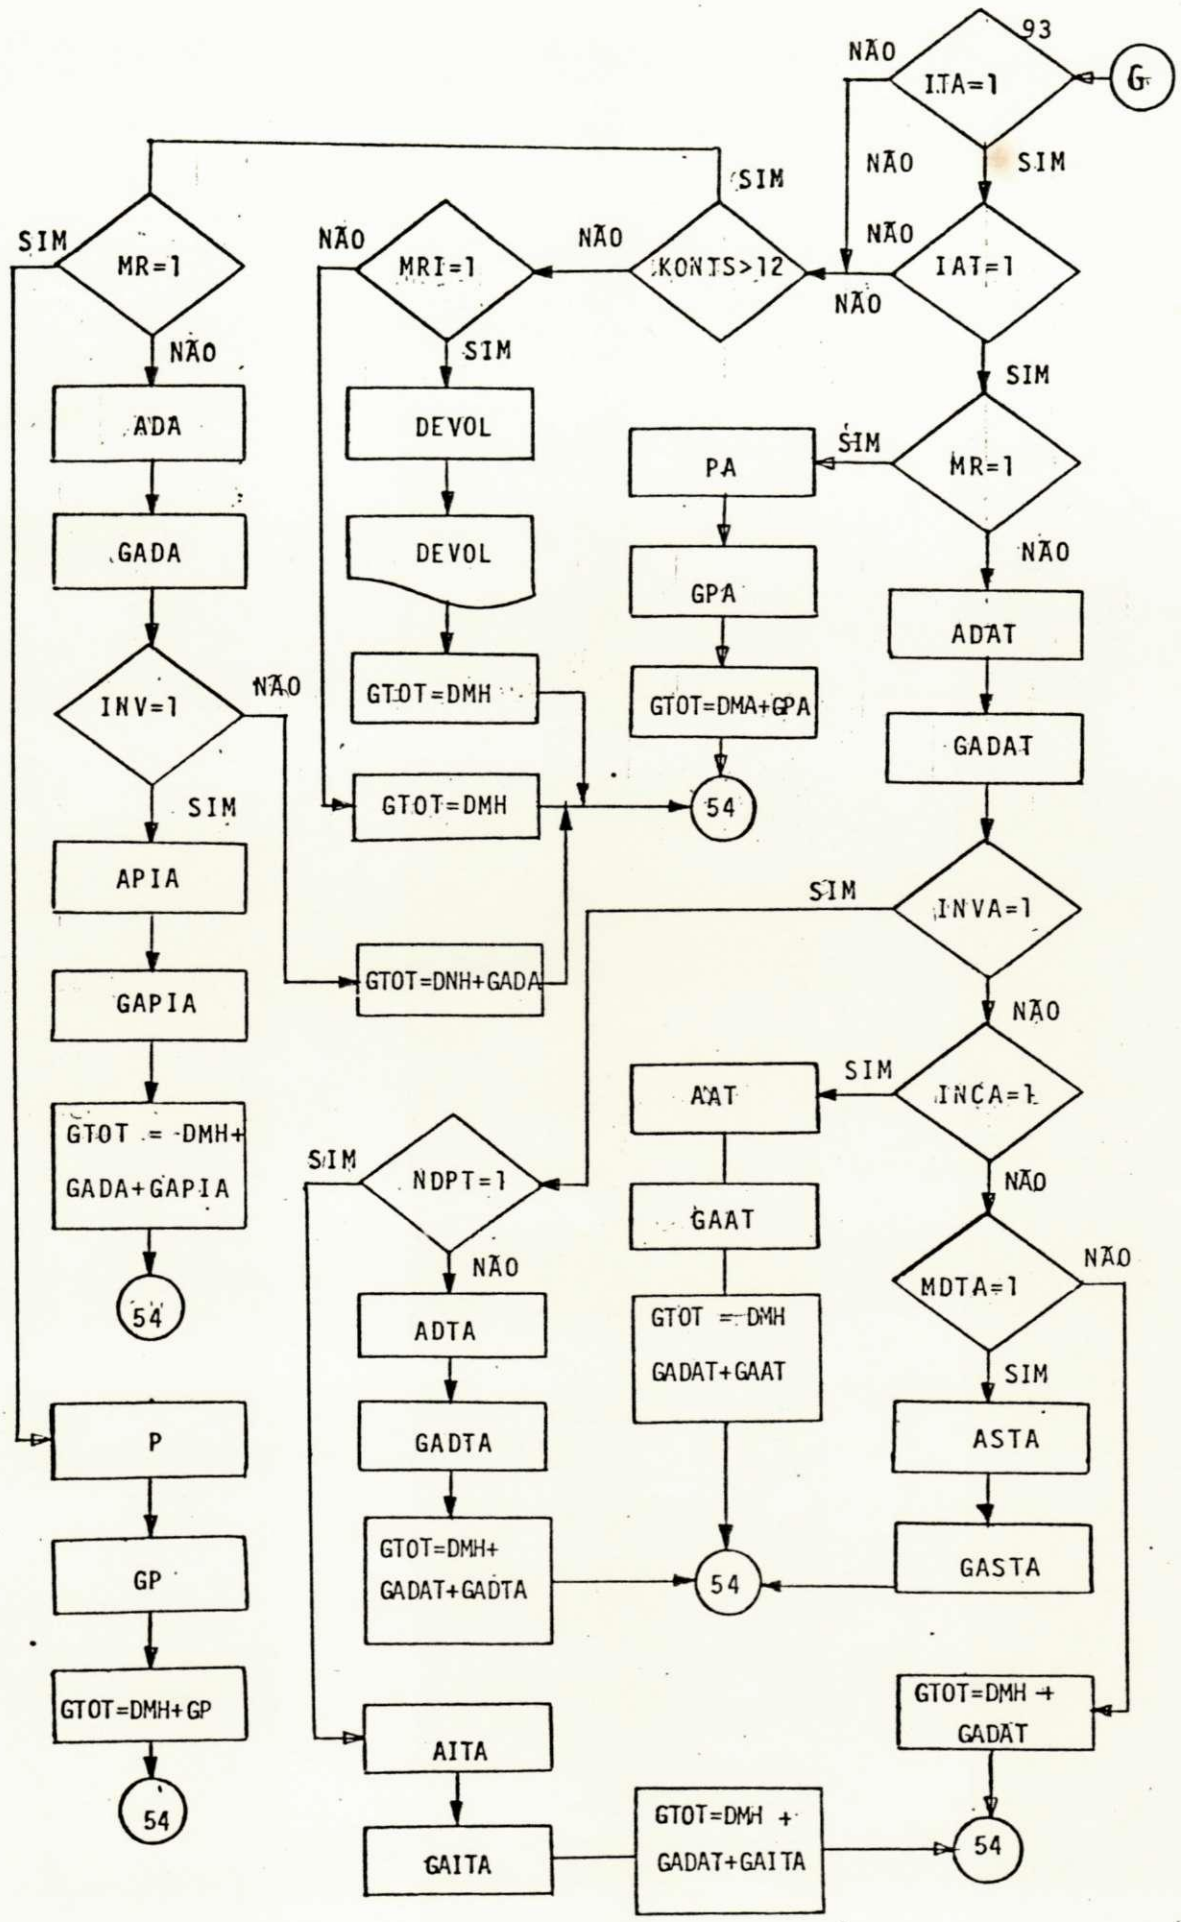 93
NÃO
ITA=1
G
NÃO
SIM
SIM
SIM
MR=1
NÃO
MRI=1
NÃO
KONTS>12
NÃO
NÃO
IAT=1
NÃO
SIM
SIM
ADA
DEVOL
PA
SIM
MR=1
GADA
DEVOL
GPA
NÃO
ADAT
INV=1
NÃO
GTOT=DMH
GTOT=DMA+GPA
GADAT
SIM
GTOT=DMH
54
APIA
SIM
INVA=1
GAPIA
GTOT=DNH+GADA
NÃO
GTOT = DMH+
GADA+GAPIA
SIM
NDPT=1
AAT
SIM
INCA=1
GAAT
NÃO
54
NÃO
ADTA
GTOT = DMH
GADAT+GAAT
MDTA=1
NÃO
SIM
P
GADTA
ASTA
GP
GTOT=DMH+
GADAT+GADTA
54
GASTA
GTOT=DMH+GP
AITA
GTOT=DMH +
GADAT
54
GAITA
GTOT=DMH +
GADAT+GAITA
54